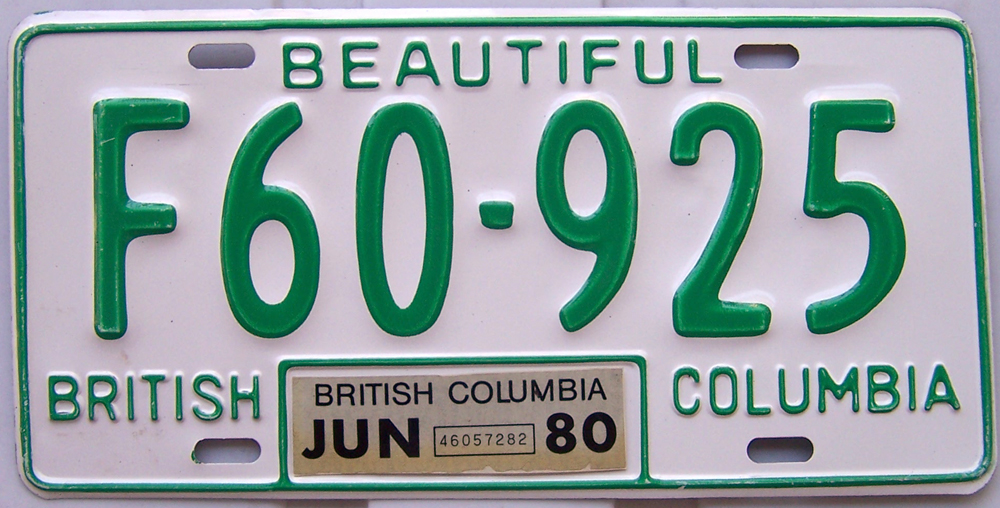 BEAUTIFUL
F60-925
BRITISH COLUMBIA
BRITISH COLUMBIA
JUN 46057282 80